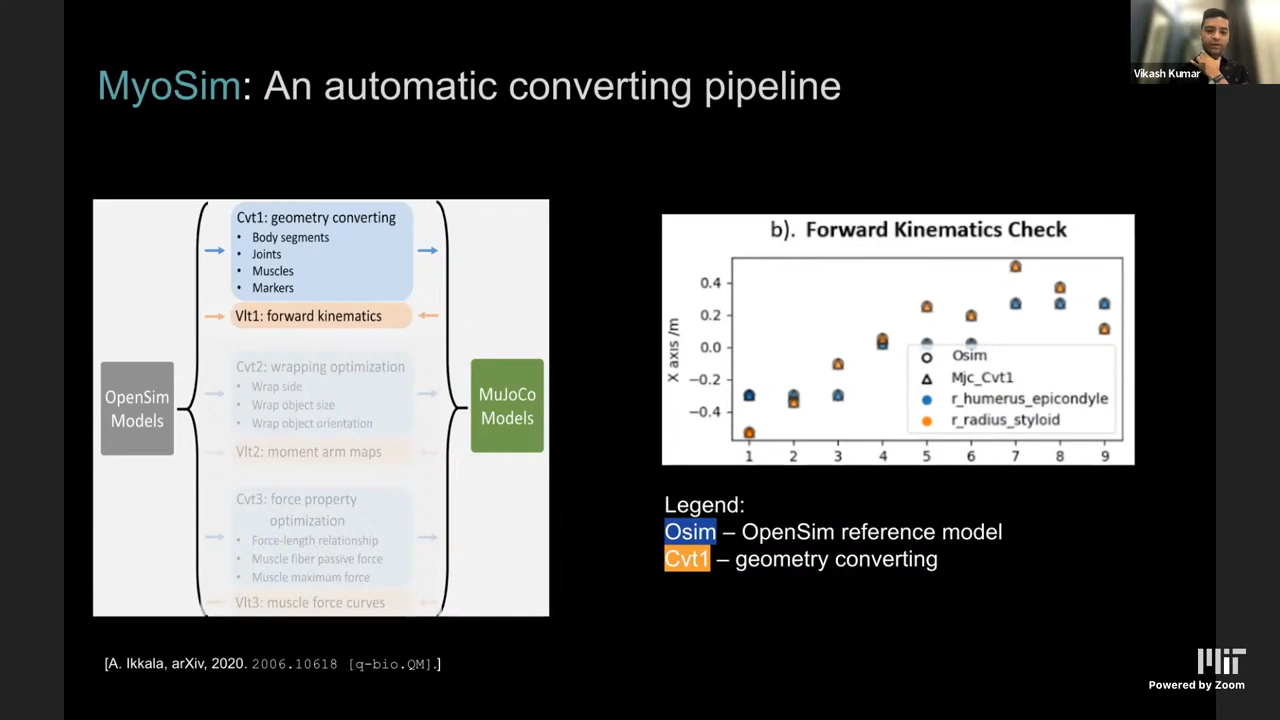 MyoSim: An automatic converting pipeline
Vikash Kumar
OpenSim
Models
Cvt1: geometry converting
• Body segments
• Joints
• Muscles
• Markers
Vlt1: forward kinematics
Cvt2: wrapping optimization
• Wrap side
• Wrap object size
• Wrap object orientation
Vlt2: moment arm maps
Cvt3: force property
optimization
• Force-length relationship
• Muscle fiber passive force
• Muscle maximum force
Vlt3: muscle force curves
MuJoCo
Models
b). Forward Kinematics Check
X axis /m
0.4
0.2
0.0
−0.2
−0.4
1 2 3 4 5 6 7 8 9
Osim
Mjc_Cvt1
r_humerus_epicondyle
r_radius_styloid
Legend:
Osim – OpenSim reference model
Cvt1 – geometry converting
[A. Ikkala, arXiv, 2020. 2006.10618 [q-bio.QM].]
MIT
Powered by Zoom